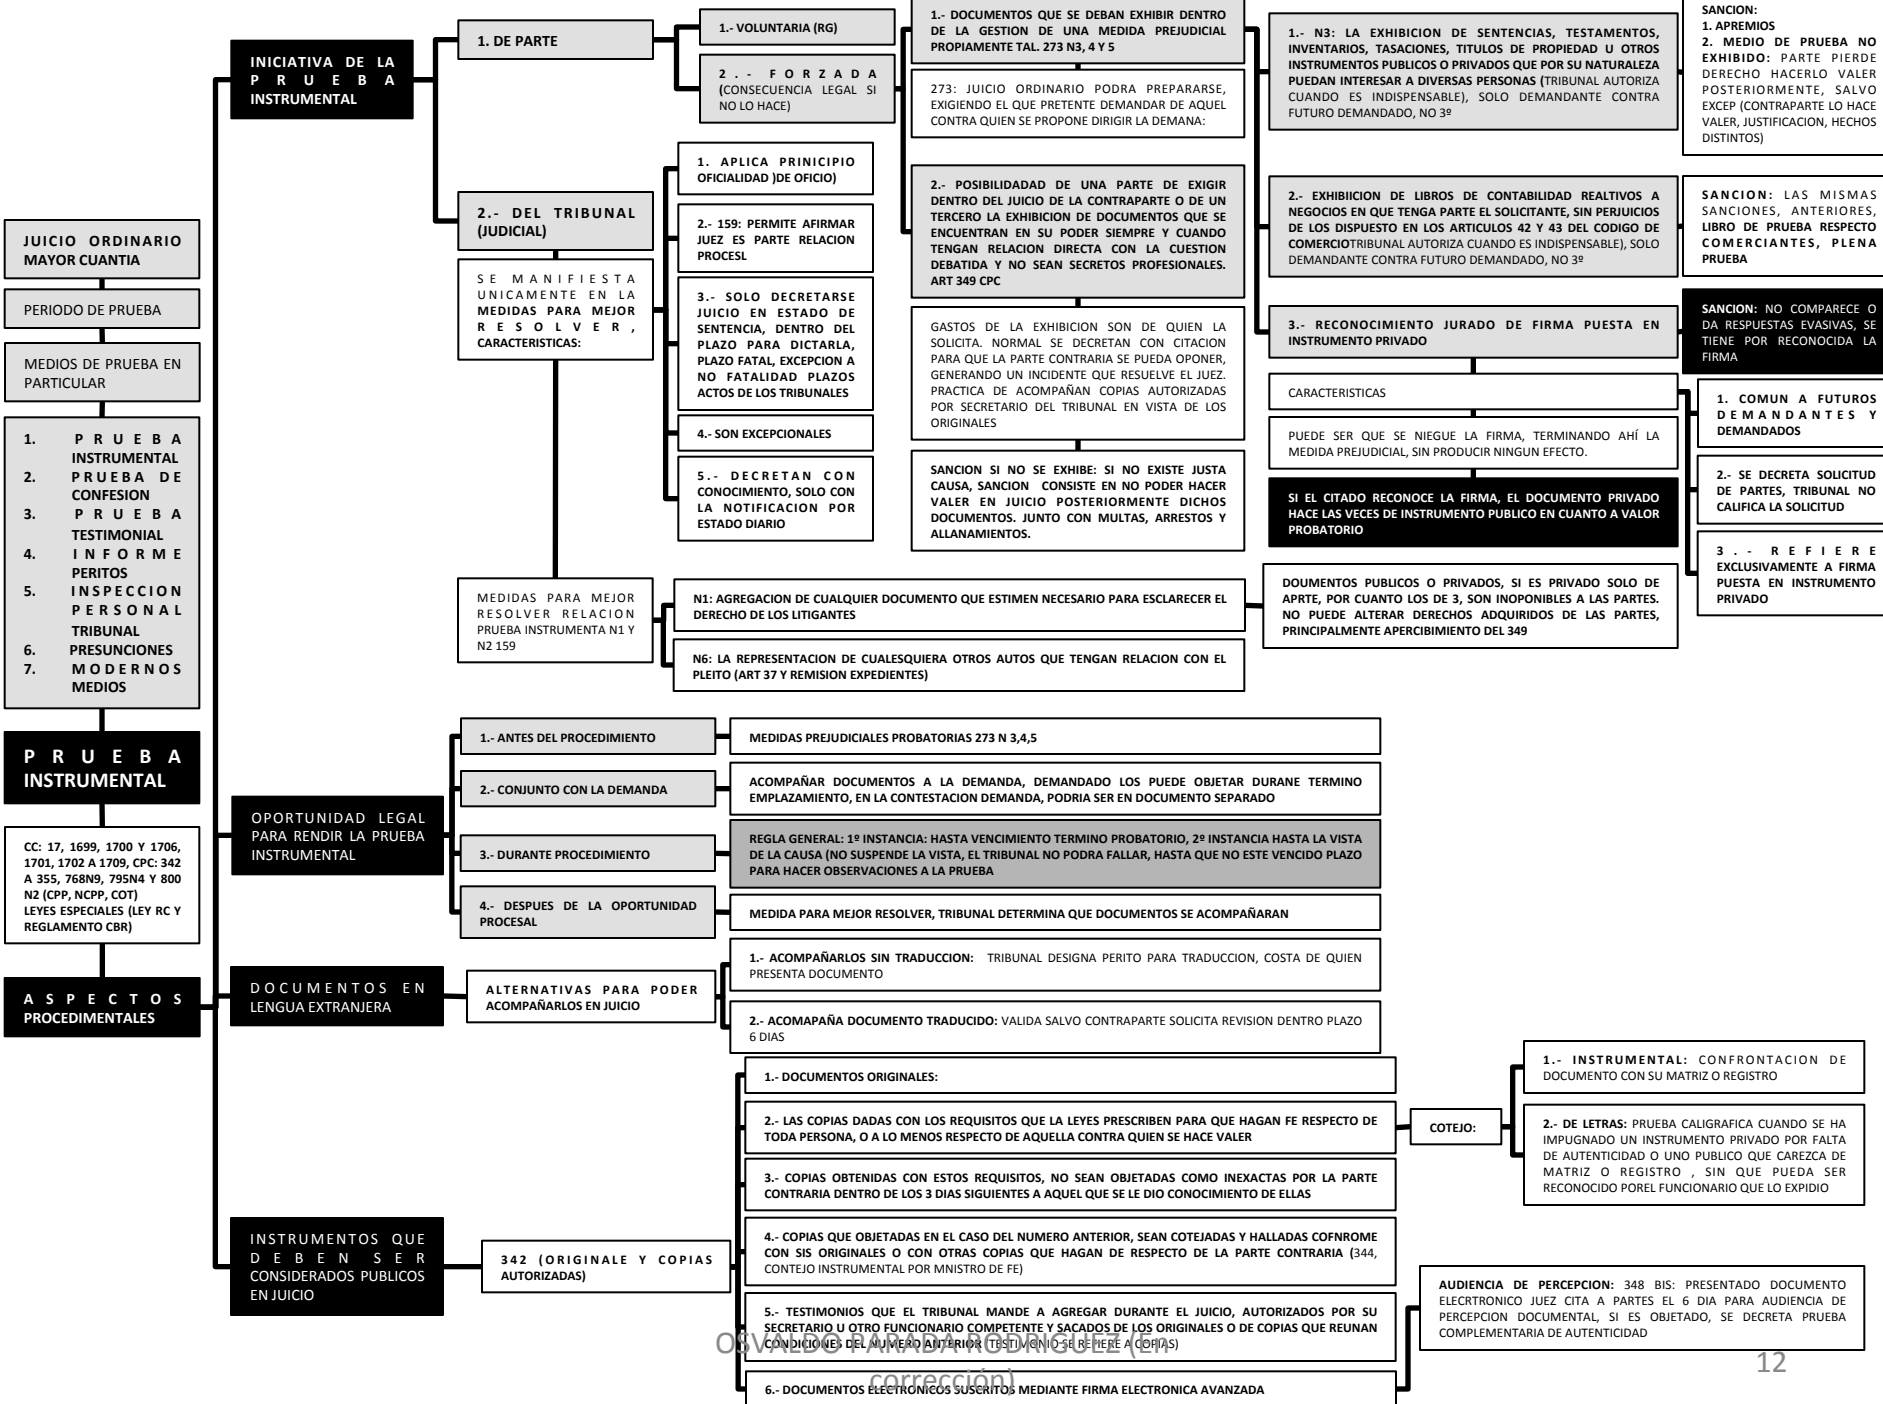 JUICIO ORDINARIO
MAYOR CUANTIA
PERIODO DE PRUEBA
MEDIOS DE PRUEBA EN
PARTICULAR
1. PRUEBA
INSTRUMENTAL
2. PRUEBA DE
CONFESION
3. PRUEBA
TESTIMONIAL
4. INFORME
PERITOS
5. INSPECCION
PERSONAL
TRIBUNAL
6. PRESUNCIONES
7. MODERNOS
MEDIOS
PRUEBA
INSTRUMENTAL
CC: 17, 1699, 1700 Y 1706,
1701, 1702 A 1709, CPC: 342
A 355, 768N9, 795N4 Y 800
N2 (CPP, NCPP, COT)
LEYES ESPECIALES (LEY RC Y
REGLAMENTO CBR)
ASPECTOS
PROCEDIMENTALES
INICIATIVA DE LA
PRUEBA
INSTRUMENTAL
1. DE PARTE
1.- VOLUNTARIA (RG)
2.- FORZADA
(CONSECUENCIA LEGAL SI
NO LO HACE)
1.- DOCUMENTOS QUE SE DEBAN EXHIBIR DENTRO
DE LA GESTION DE UNA MEDIDA PREJUDICIAL
PROPIAMENTE TAL. 273 N3, 4 Y 5
273: JUICIO ORDINARIO PODRA PREPARARSE,
EXIGIENDO EL QUE PRETENTE DEMANDAR DE AQUEL
CONTRA QUIEN SE PROPONE DIRIGIR LA DEMANA:
2.- POSIBILIDADAD DE UNA PARTE DE EXIGIR
DENTRO DEL JUICIO DE LA CONTRAPARTE O DE UN
TERCERO LA EXHIBICION DE DOCUMENTOS QUE SE
ENCUENTRAN EN SU PODER SIEMPRE Y CUANDO
TENGAN RELACION DIRECTA CON LA CUESTION
DEBATIDA Y NO SEAN SECRETOS PROFESIONALES.
ART 349 CPC
GASTOS DE LA EXHIBICION SON DE QUIEN LA
SOLICITA. NORMAL SE DECRETAN CON CITACION
PARA QUE LA PARTE CONTRARIA SE PUEDA OPONER,
GENERANDO UN INCIDENTE QUE RESUELVE EL JUEZ.
PRACTICA DE ACOMPAÑAN COPIAS AUTORIZADAS
POR SECRETARIO DEL TRIBUNAL EN VISTA DE LOS
ORIGINALES
SANCION SI NO SE EXHIBE: SI NO EXISTE JUSTA
CAUSA, SANCION CONSISTE EN NO PODER HACER
VALER EN JUICIO POSTERIORMENTE DICHOS
DOCUMENTOS. JUNTO CON MULTAS, ARRESTOS Y
ALLANAMIENTOS.
1.- N3: LA EXHIBICION DE SENTENCIAS, TESTAMENTOS,
INVENTARIOS, TASACIONES, TITULOS DE PROPIEDAD U OTROS
INSTRUMENTOS PUBLICOS O PRIVADOS QUE POR SU NATURALEZA
PUEDAN INTERESAR A DIVERSAS PERSONAS (TRIBUNAL AUTORIZA
CUANDO ES INDISPENSABLE), SOLO DEMANDANTE CONTRA
FUTURO DEMANDADO, NO 3º
SANCION:
1. APREMIOS
2. MEDIO DE PRUEBA NO
EXHIBIDO: PARTE PIERDE
DERECHO HACERLO VALER
POSTERIORMENTE, SALVO
EXCEP (CONTRAPARTE LO HACE
VALER, JUSTIFICACION, HECHOS
DISTINTOS)
2.- EXHIBIICION DE LIBROS DE CONTABILIDAD REALTIVOS A
NEGOCIOS EN QUE TENGA PARTE EL SOLICITANTE, SIN PERJUICIOS
DE LOS DISPUESTO EN LOS ARTICULOS 42 Y 43 DEL CODIGO DE
COMERCIOTRIBUNAL AUTORIZA CUANDO ES INDISPENSABLE), SOLO
DEMANDANTE CONTRA FUTURO DEMANDADO, NO 3º
SANCION: LAS MISMAS
SANCIONES, ANTERIORES,
LIBRO DE PRUEBA RESPECTO
COMERCIANTES, PLENA
PRUEBA
3.- RECONOCIMIENTO JURADO DE FIRMA PUESTA EN
INSTRUMENTO PRIVADO
SANCION: NO COMPARECE O
DA RESPUESTAS EVASIVAS, SE
TIENE POR RECONOCIDA LA
FIRMA
CARACTERISTICAS
PUEDE SER QUE SE NIEGUE LA FIRMA, TERMINANDO AHÍ LA
MEDIDA PREJUDICIAL, SIN PRODUCIR NINGUN EFECTO.
SI EL CITADO RECONOCE LA FIRMA, EL DOCUMENTO PRIVADO
HACE LAS VECES DE INSTRUMENTO PUBLICO EN CUANTO A VALOR
PROBATORIO
1. COMUN A FUTUROS
DEMANDANTES Y
DEMANDADOS
2.- SE DECRETA SOLICITUD
DE PARTES, TRIBUNAL NO
CALIFICA LA SOLICITUD
3.- REFIERE
EXCLUSIVAMENTE A FIRMA
PUESTA EN INSTRUMENTO
PRIVADO
2.- DEL TRIBUNAL
(JUDICIAL)
SE MANIFIESTA
UNICAMENTE EN LA
MEDIDAS PARA MEJOR
RESOLVER,
CARACTERISTICAS:
1. APLICA PRINICIPIO
OFICIALIDAD )DE OFICIO)
2.- 159: PERMITE AFIRMAR
JUEZ ES PARTE RELACION
PROCESL
3.- SOLO DECRETARSE
JUICIO EN ESTADO DE
SENTENCIA, DENTRO DEL
PLAZO PARA DICTARLA,
PLAZO FATAL, EXCEPCION A
NO FATALIDAD PLAZOS
ACTOS DE LOS TRIBUNALES
4.- SON EXCEPCIONALES
5.- DECRETAN CON
CONOCIMIENTO, SOLO CON
LA NOTIFICACION POR
ESTADO DIARIO
MEDIDAS PARA MEJOR
RESOLVER RELACION
PRUEBA INSTRUMENTA N1 Y
N2 159
N1: AGREGACION DE CUALQUIER DOCUMENTO QUE ESTIMEN NECESARIO PARA ESCLARECER EL
DERECHO DE LOS LITIGANTES
DOUMENTOS PUBLICOS O PRIVADOS, SI ES PRIVADO SOLO DE
APRTE, POR CUANTO LOS DE 3, SON INOPONIBLES A LAS PARTES.
NO PUEDE ALTERAR DERECHOS ADQUIRIDOS DE LAS PARTES,
PRINCIPALMENTE APERCIBIMIENTO DEL 349
N6: LA REPRESENTACION DE CUALESQUIERA OTROS AUTOS QUE TENGAN RELACION CON EL
PLEITO (ART 37 Y REMISION EXPEDIENTES)
OPORTUNIDAD LEGAL
PARA RENDIR LA PRUEBA
INSTRUMENTAL
1.- ANTES DEL PROCEDIMIENTO
MEDIDAS PREJUDICIALES PROBATORIAS 273 N 3,4,5
2.- CONJUNTO CON LA DEMANDA
ACOMPAÑAR DOCUMENTOS A LA DEMANDA, DEMANDADO LOS PUEDE OBJETAR DURANE TERMINO
EMPLAZAMIENTO, EN LA CONTESTACION DEMANDA, PODRIA SER EN DOCUMENTO SEPARADO
3.- DURANTE PROCEDIMIENTO
REGLA GENERAL: 1º INSTANCIA: HASTA VENCIMIENTO TERMINO PROBATORIO, 2º INSTANCIA HASTA LA VISTA
DE LA CAUSA (NO SUSPENDE LA VISTA, EL TRIBUNAL NO PODRA FALLAR, HASTA QUE NO ESTE VENCIDO PLAZO
PARA HACER OBSERVACIONES A LA PRUEBA
4.- DESPUES DE LA OPORTUNIDAD
PROCESAL
MEDIDA PARA MEJOR RESOLVER, TRIBUNAL DETERMINA QUE DOCUMENTOS SE ACOMPAÑARAN
DOCUMENTOS EN
LENGUA EXTRANJERA
ALTERNATIVAS PARA PODER
ACOMPAÑARLOS EN JUICIO
1.- ACOMPAÑARLOS SIN TRADUCCION: TRIBUNAL DESIGNA PERITO PARA TRADUCCION, COSTA DE QUIEN
PRESENTA DOCUMENTO
2.- ACOMAPAÑA DOCUMENTO TRADUCIDO: VALIDA SALVO CONTRAPARTE SOLICITA REVISION DENTRO PLAZO
6 DIAS
INSTRUMENTOS QUE
DEBEN SER
CONSIDERADOS PUBLICOS
EN JUICIO
342 (ORIGINALE Y COPIAS
AUTORIZADAS)
1.- DOCUMENTOS ORIGINALES:
2.- LAS COPIAS DADAS CON LOS REQUISITOS QUE LA LEYES PRESCRIBEN PARA QUE HAGAN FE RESPECTO DE
TODA PERSONA, O A LO MENOS RESPECTO DE AQUELLA CONTRA QUIEN SE HACE VALER
COTEJO:
1.- INSTRUMENTAL: CONFRONTACION DE
DOCUMENTO CON SU MATRIZ O REGISTRO
2.- DE LETRAS: PRUEBA CALIGRAFICA CUANDO SE HA
IMPUGNADO UN INSTRUMENTO PRIVADO POR FALTA
DE AUTENTICIDAD O UNO PUBLICO QUE CAREZCA DE
MATRIZ O REGISTRO , SIN QUE PUEDA SER
RECONOCIDO POREL FUNCIONARIO QUE LO EXPIDIO
3.- COPIAS OBTENIDAS CON ESTOS REQUISITOS, NO SEAN OBJETADAS COMO INEXACTAS POR LA PARTE
CONTRARIA DENTRO DE LOS 3 DIAS SIGUIENTES A AQUEL QUE SE LE DIO CONOCIMIENTO DE ELLAS
4.- COPIAS QUE OBJETADAS EN EL CASO DEL NUMERO ANTERIOR, SEAN COTEJADAS Y HALLADAS COFNROME
CON SIS ORIGINALES O CON OTRAS COPIAS QUE HAGAN DE RESPECTO DE LA PARTE CONTRARIA (344,
CONTEJO INSTRUMENTAL POR MNISTRO DE FE)
5.- TESTIMONIOS QUE EL TRIBUNAL MANDE A AGREGAR DURANTE EL JUICIO, AUTORIZADOS POR SU
SECRETARIO U OTRO FUNCIONARIO COMPETENTE Y SACADOS DE LOS ORIGINALES O DE COPIAS QUE REUNAN
CONDICIONES DEL NUMERO ANTERIOR (TESTIMONIO SE REFIERE A COPIAS)
6.- DOCUMENTOS ELECTRONICOS SUSCRITOS MEDIANTE FIRMA ELECTRONICA AVANZADA
AUDIENCIA DE PERCEPCION: 348 BIS: PRESENTADO DOCUMENTO
ELECRTRONICO JUEZ CITA A PARTES EL 6 DIA PARA AUDIENCIA DE
PERCEPCION DOCUMENTAL, SI ES OBJETADO, SE DECRETA PRUEBA
COMPLEMENTARIA DE AUTENTICIDAD
OSVALDO PARADA RODRIGUEZ (En
corrección)
12